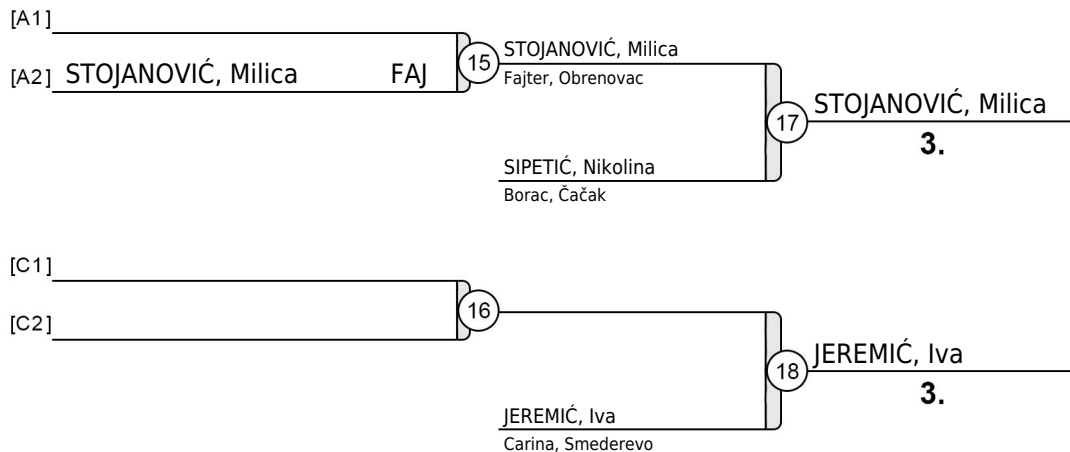 [A1]
[A2] STOJANOVIĆ, Milica FAJ
15
STOJANOVIĆ, Milica
Fajter, Obrenovac
17
STOJANOVIĆ, Milica
3.
SIPETIĆ, Nikolina
Borac, Čačak
[C1]
[C2]
16
18
JEREMIĆ, Iva
3.
JEREMIĆ, Iva
Carina, Smederevo